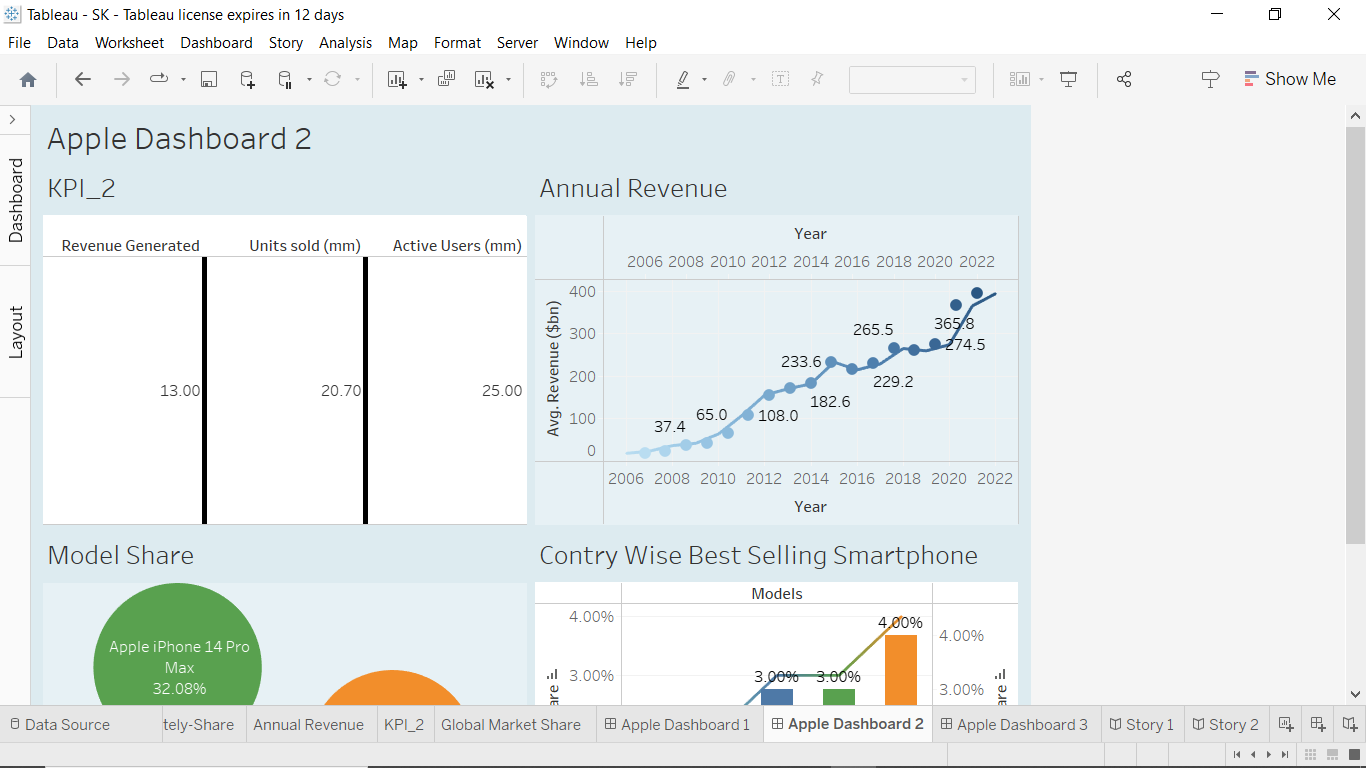 Tableau - SK - Tableau license expires in 12 days
File Data Worksheet Dashboard Story Analysis Map Format Server Window Help
Show Me
Dashboard
Layout
Apple Dashboard 2
KPI_2
Revenue Generated Units sold (mm) Active Users (mm)
13.00 20.70 25.00
Annual Revenue
Year
2006 2008 2010 2012 2014 2016 2018 2020 2022
Avg. Revenue ($bn)
400
300
200
100
0
37.4
65.0
108.0
182.6
233.6
229.2
265.5
274.5
365.8
2006 2008 2010 2012 2014 2016 2018 2020 2022
Year
Model Share
Apple iPhone 14 Pro
Max
32.08%
Contry Wise Best Selling Smartphone
Models
4.00%
3.00%
are
3.00% 3.00% 4.00%
4.00%
3.00%
are
Data Source tely-Share Annual Revenue KPI_2 Global Market Share Apple Dashboard 1 Apple Dashboard 2 Apple Dashboard 3 Story 1 Story 2